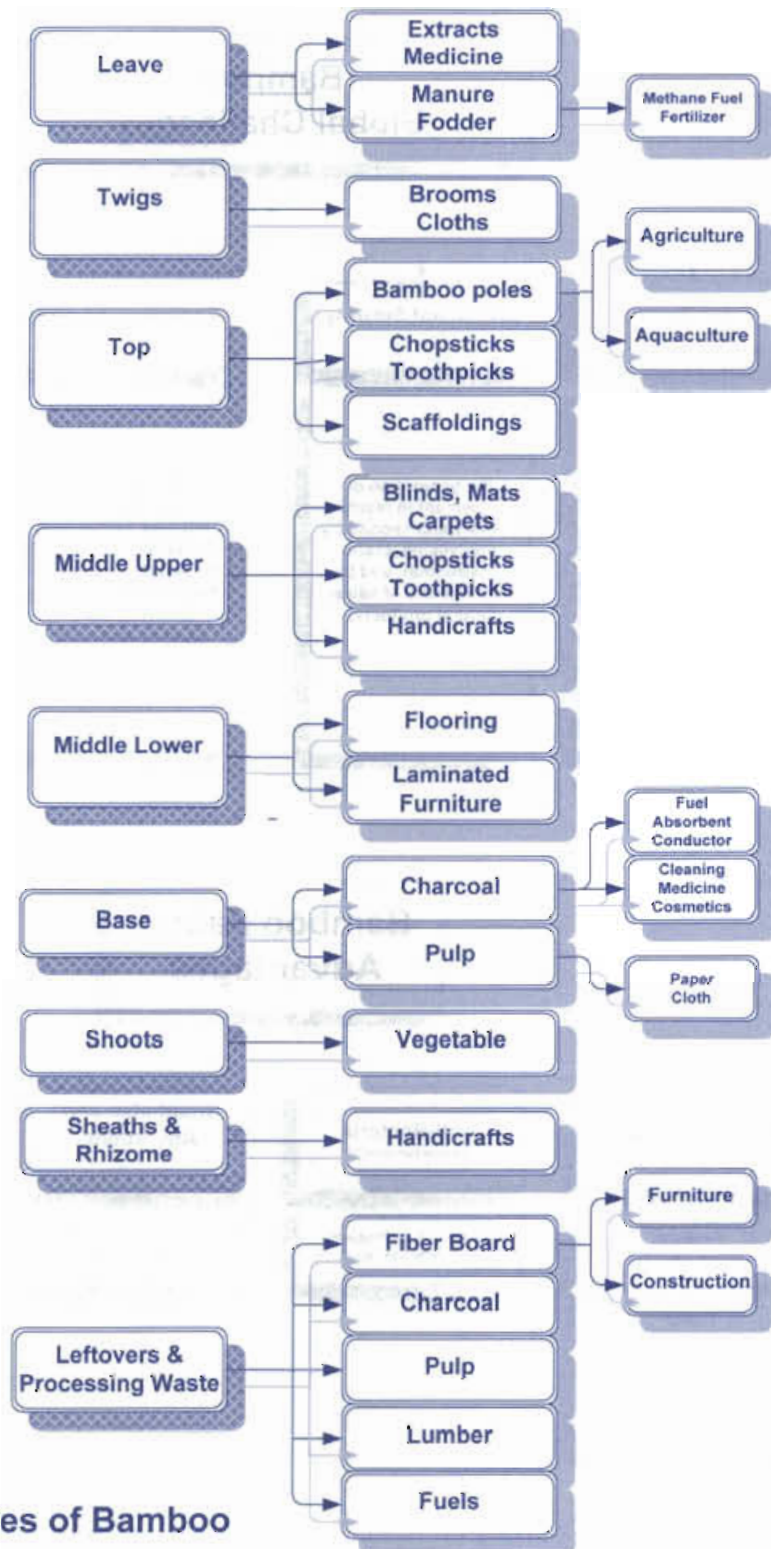 Leave
Extracts
Medicine
Manure
Fodder
Methane Fuel
Fertilizer
Twigs
Brooms
Cloths
Top
Bamboo poles
Agriculture
Aquaculture
Chopsticks
Toothpicks
Scaffoldings
Middle Upper
Blinds, Mats
Carpets
Chopsticks
Toothpicks
Handicrafts
Middle Lower
Flooring
Laminated
Furniture
Base
Charcoal
Fuel
Absorbent
Conductor
Cleaning
Medicine
Cosmetics
Pulp
Paper
Cloth
Shoots
Vegetable
Sheaths &
Rhizome
Handicrafts
Leftovers &
Processing Waste
Fiber Board
Furniture
Construction
Charcoal
Pulp
Lumber
Fuels
es of Bamboo